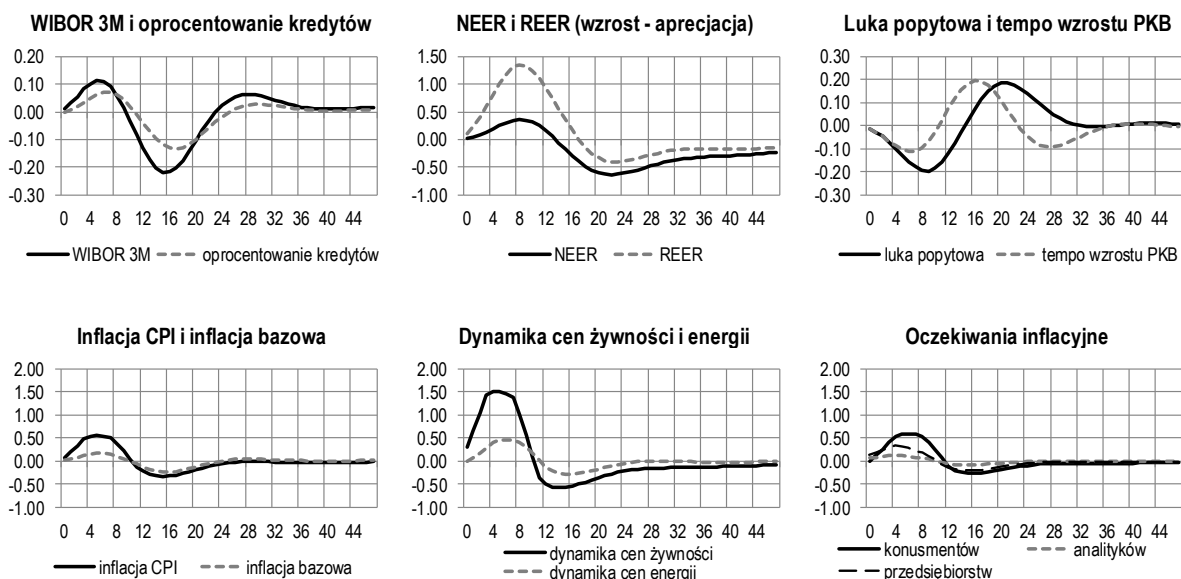 WIBOR 3M i oprocentowanie kredytów
0.20
0.10
0.00
-0.10
-0.20
-0.30
0 4 8 12 16 20 24 28 32 36 40 44
WIBOR 3M oprocentowanie kredytów
NEER i REER (wzrost - aprecjacja)
1.50
1.00
0.50
0.00
-0.50
-1.00
0 4 8 12 16 20 24 28 32 36 40 44
NEER REER
Luka popytowa i tempo wzrostu PKB
0.30
0.20
0.10
0.00
-0.10
-0.20
-0.30
0 4 8 12 16 20 24 28 32 36 40 44
luka popytowa tempo wzrostu PKB
Inflacja CPI i inflacja bazowa
2.00
1.50
1.00
0.50
0.00
-0.50
-1.00
0 4 8 12 16 20 24 28 32 36 40 44
inflacja CPI inflacja bazowa
Dynamika cen żywności i energii
2.00
1.50
1.00
0.50
0.00
-0.50
-1.00
0 4 8 12 16 20 24 28 32 36 40 44
dynamika cen żywności
dynamika cen energii
Oczekiwania inflacyjne
2.00
1.50
1.00
0.50
0.00
-0.50
-1.00
0 4 8 12 16 20 24 28 32 36 40 44
konusmentów analityków
przedsiębiorstw